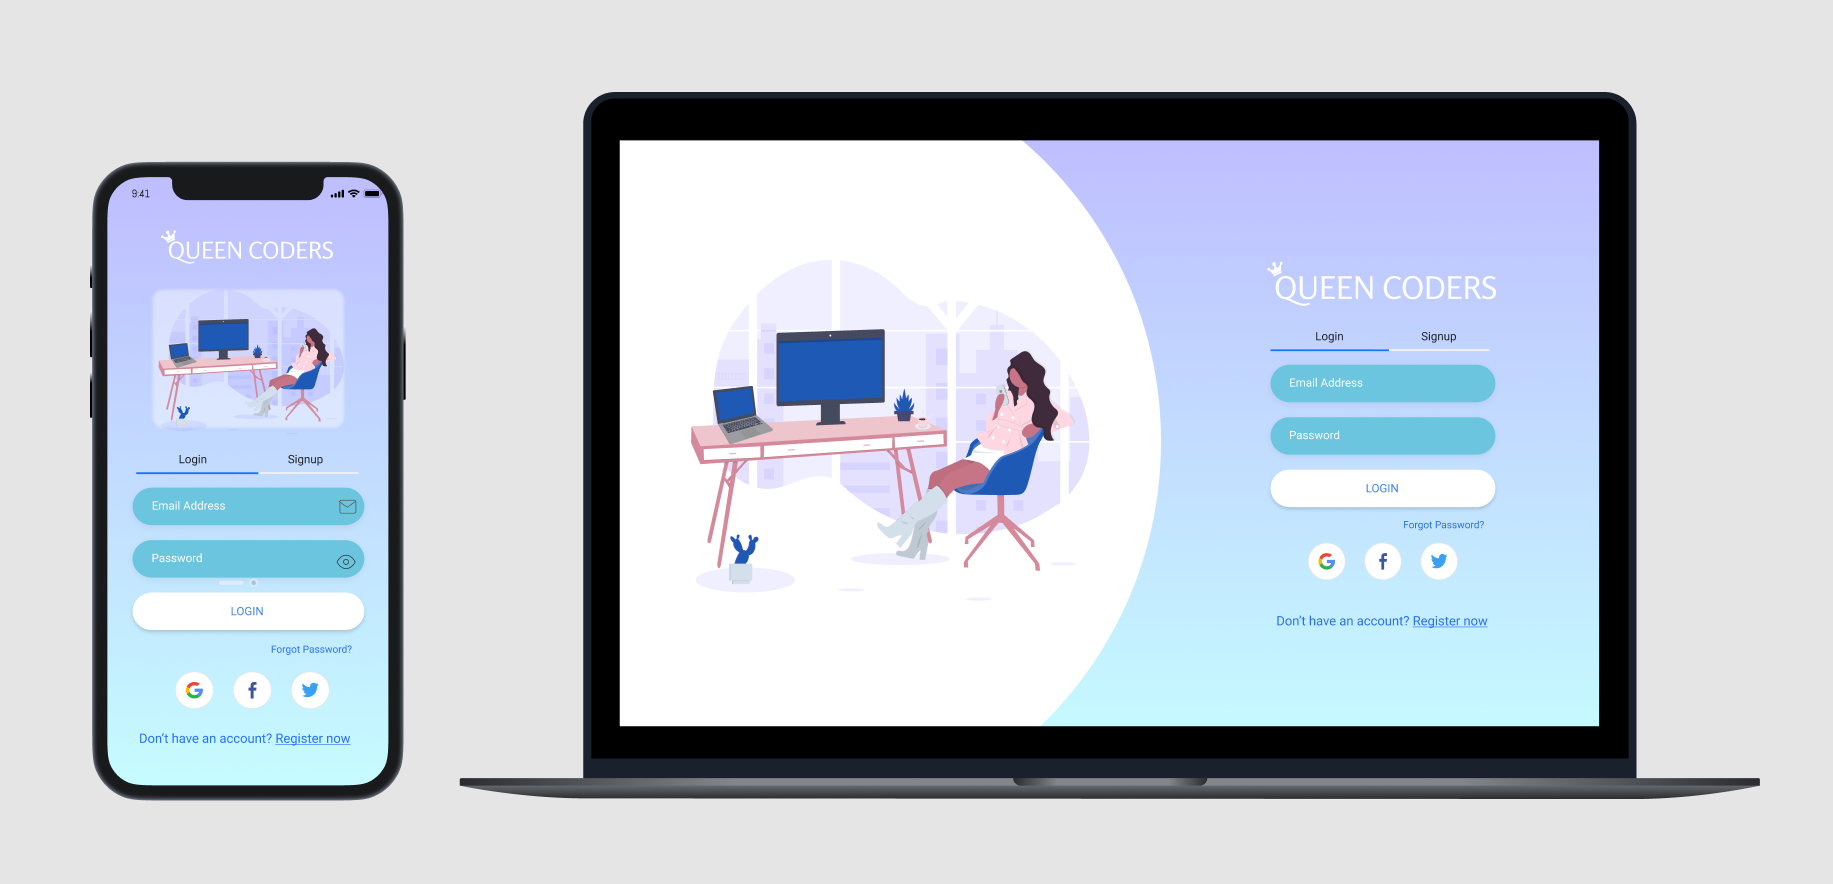 9:41
QUEEN CODERS
Login Signup
Email Address
Password
LOGIN
Forgot Password?
G f
Don't have an account? Register now
QUEEN CODERS
Login Signup
Email Address
Password
LOGIN
Forgot Password?
G f
Don't have an account? Register now